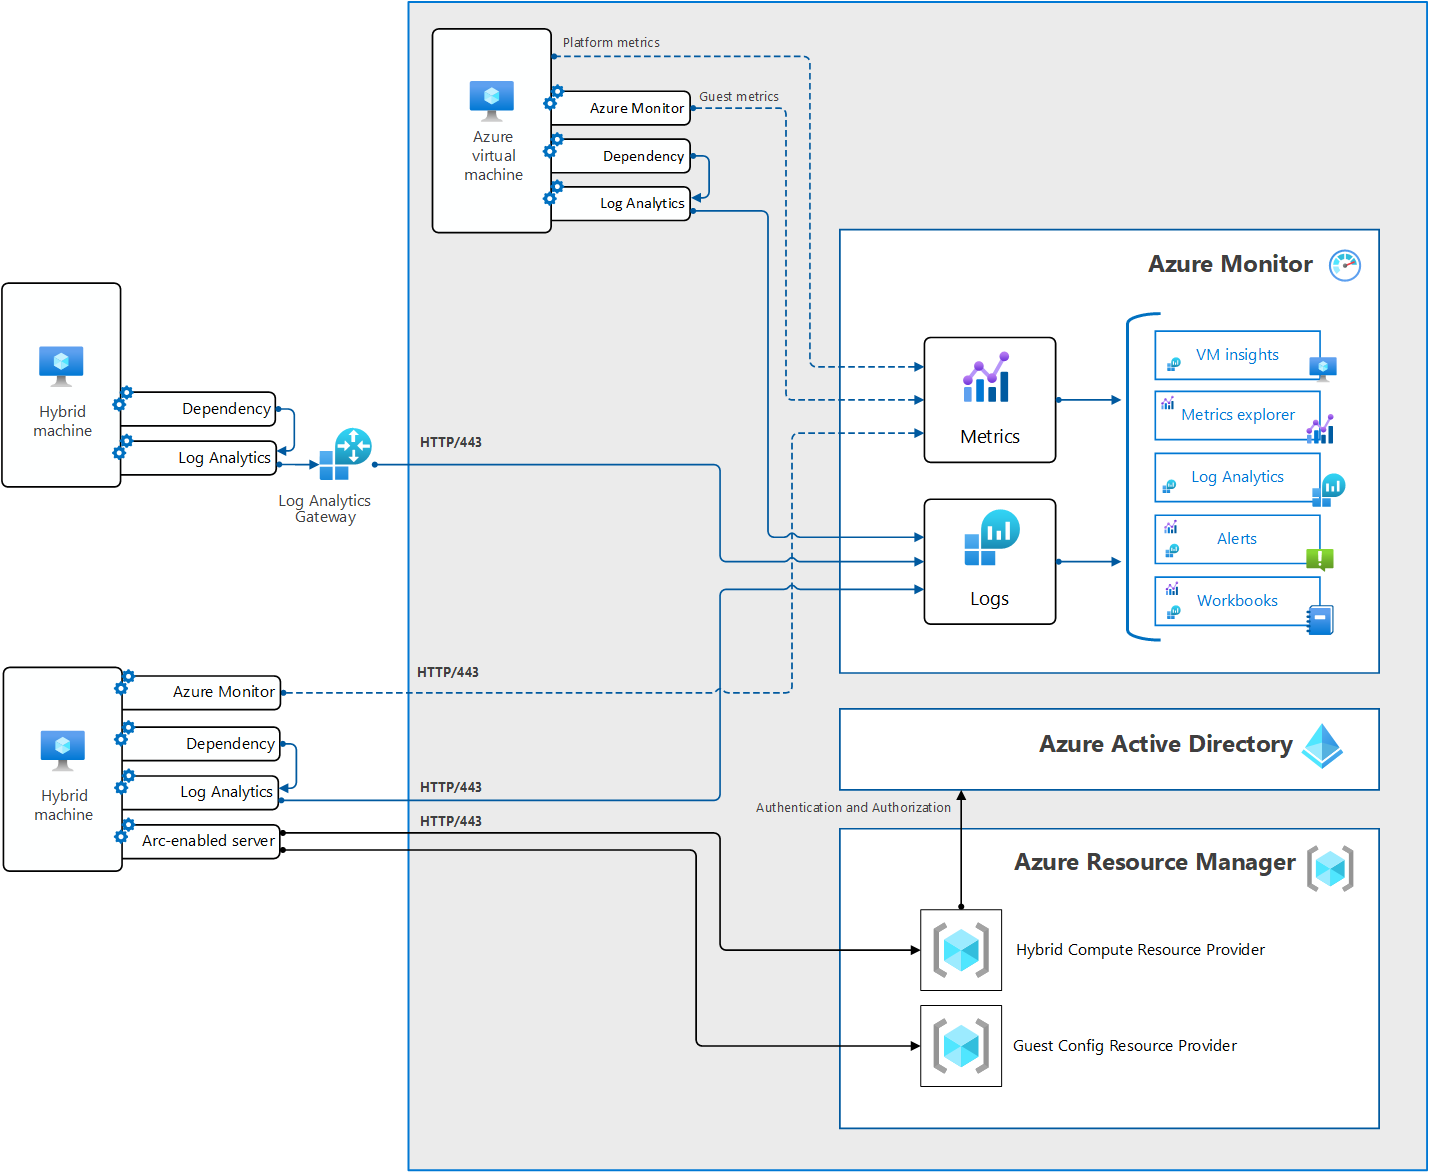 Platform metrics
Guest metrics
Azure
virtual
machine
Azure Monitor
Dependency
Log Analytics
Hybrid
machine
Dependency
Log Analytics
Log Analytics
Gateway
HTTP/443
Azure Monitor
Metrics
Logs
VM insights
Metrics explorer
Log Analytics
Alerts
Workbooks
Hybrid
machine
Azure Monitor
Dependency
Log Analytics
Arc-enabled server
HTTP/443
HTTP/443
HTTP/443
Azure Active Directory
Authentication and Authorization
Azure Resource Manager
Hybrid Compute Resource Provider
Guest Config Resource Provider